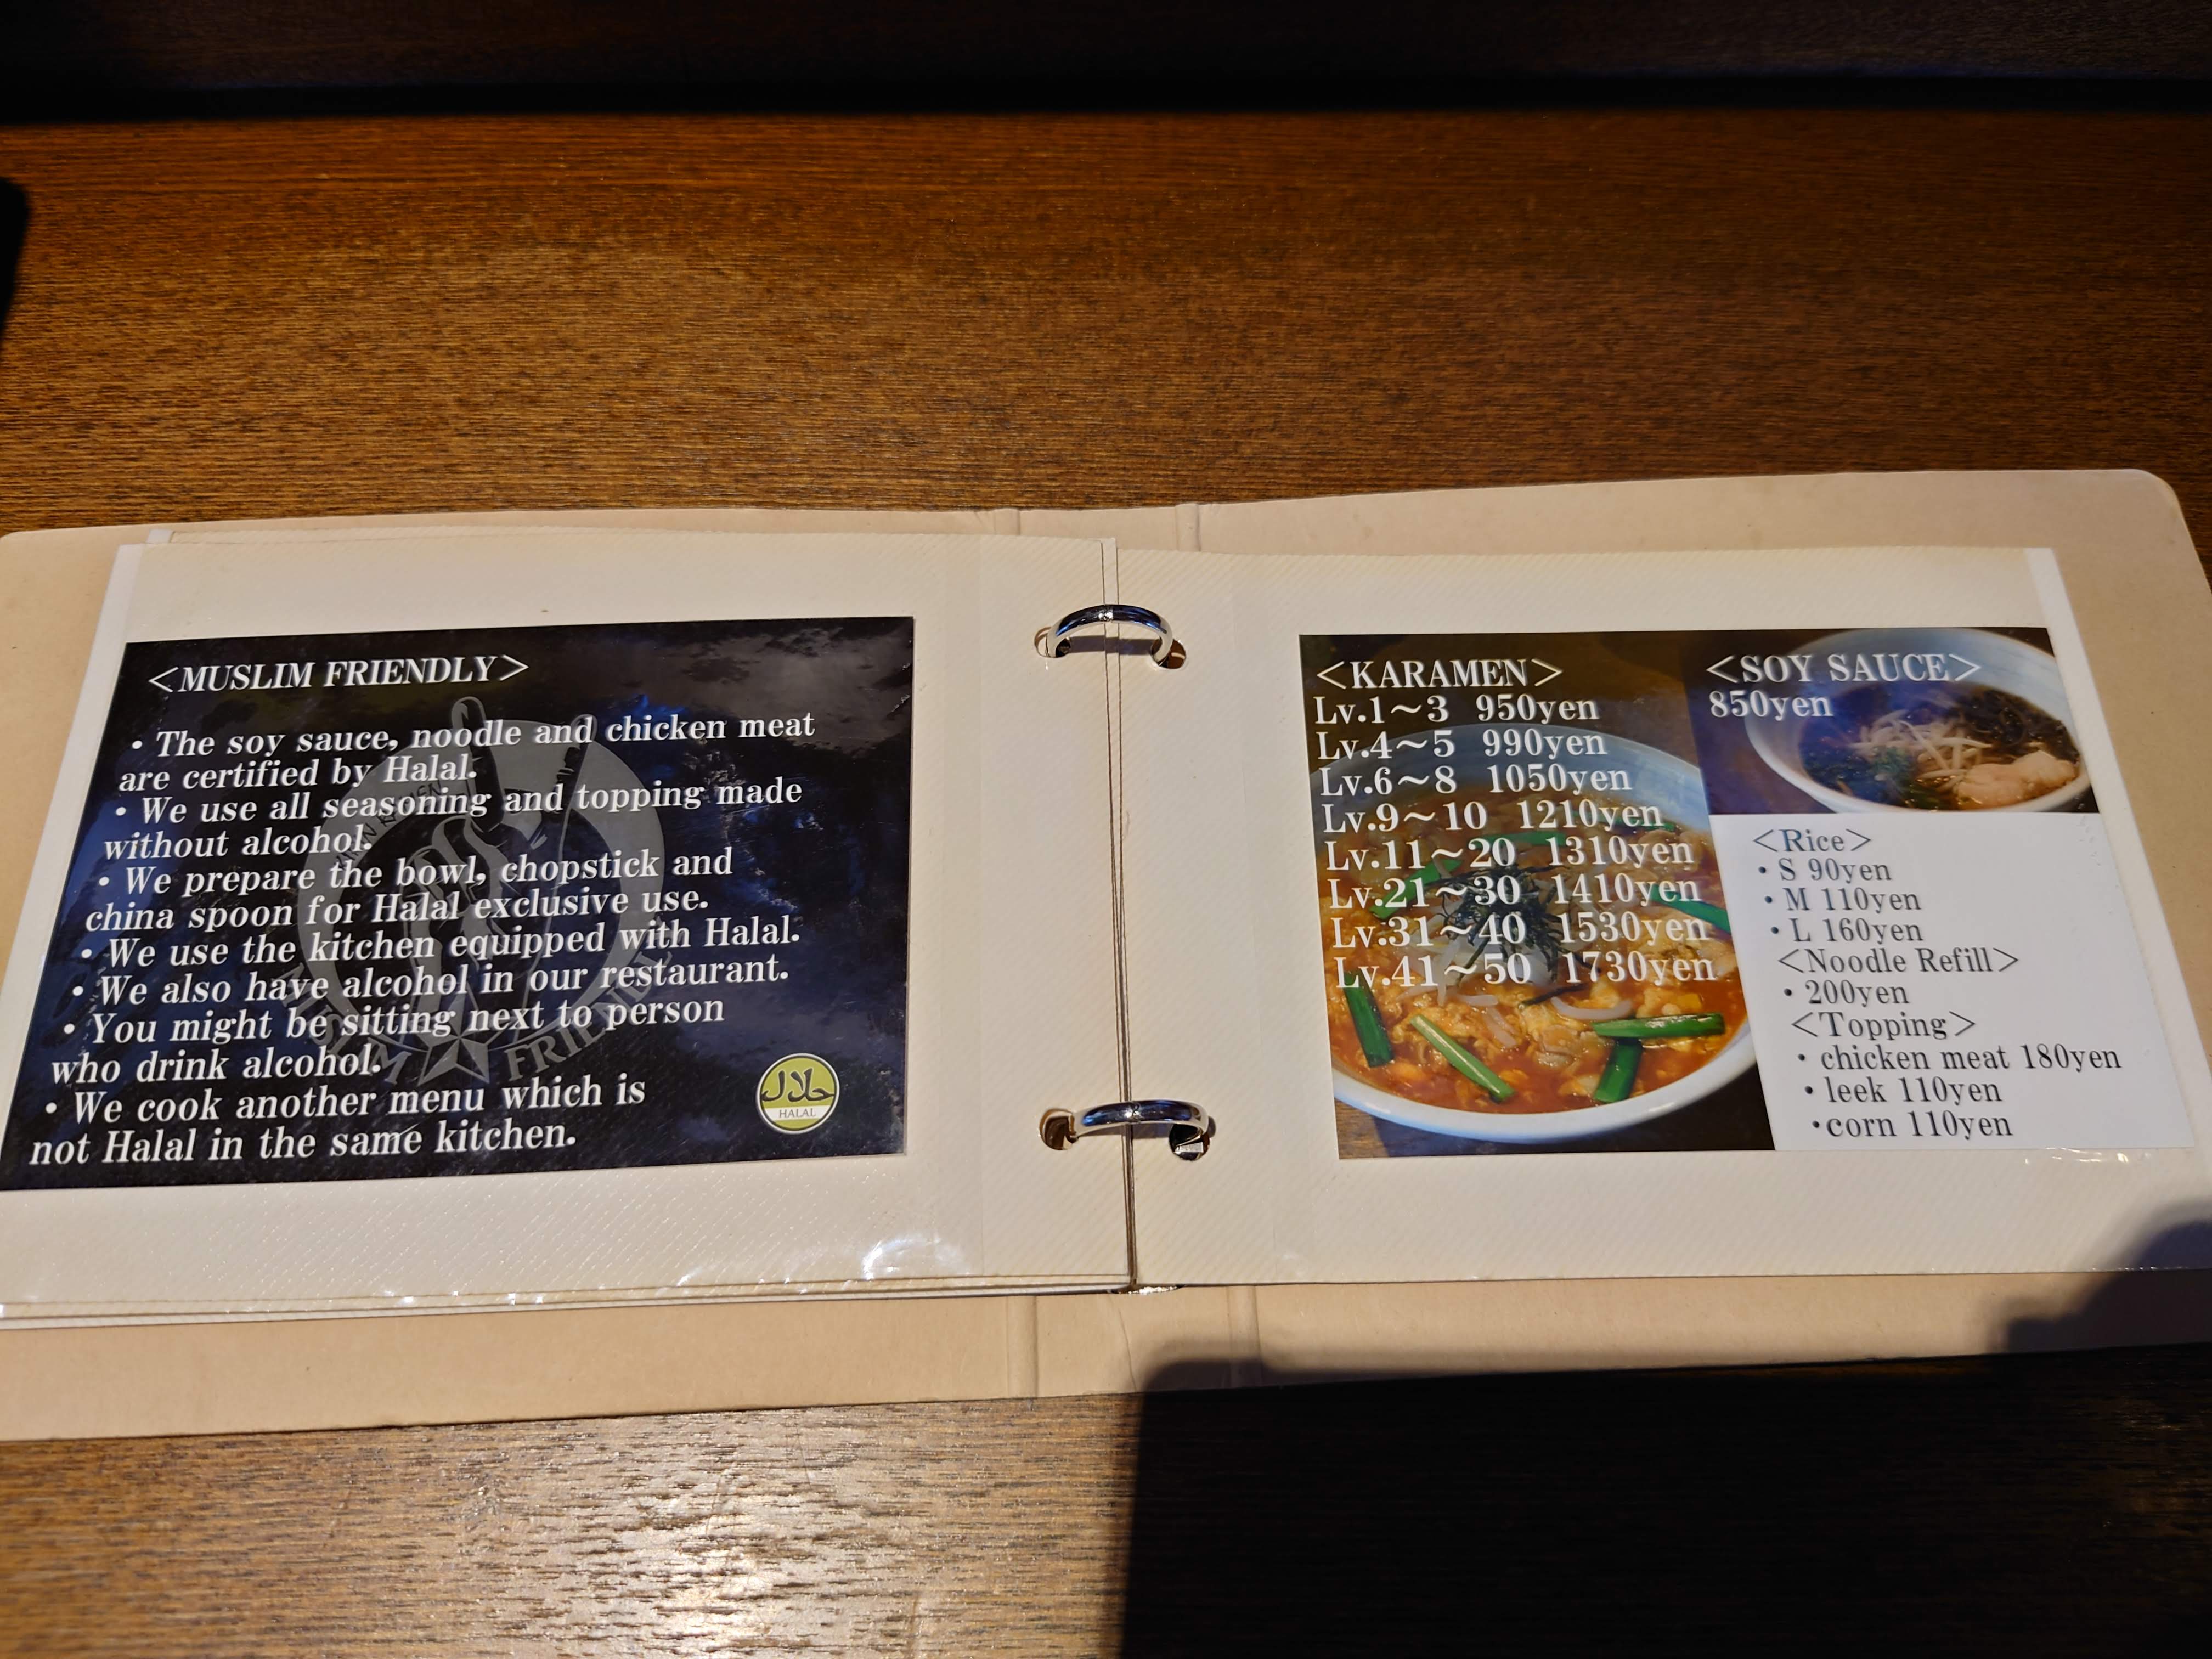 <MUSLIM FRIENDLY>
・The soy sauce, noodle and chicken meat
are certified by Halal.
・We use all seasoning and topping made
without alcohol.
・We prepare the bowl, chopstick and
china spoon for Halal exclusive use.
・We use the kitchen equipped with Halal.
・We also have alcohol in our restaurant.
・You might be sitting next to person
who drink alcohol.
・We cook another menu which is
not Halal in the same kitchen.
FRIENDLY
حلال
HALAL
<KARAMEN>
Lv.1～3 950yen
Lv.4～5 990yen
Lv.6～8 1050yen
Lv.9～10 1210yen
Lv.11～20 1310yen
Lv.21～30 1410yen
Lv.31～40 1530yen
Lv.41～50 1730yen
<SOY SAUCE>
850yen
<Rice>
・S 90yen
・M 110yen
・L 160yen
<Noodle Refill>
・200yen
<Topping>
・chicken meat 180yen
・leek 110yen
・corn 110yen